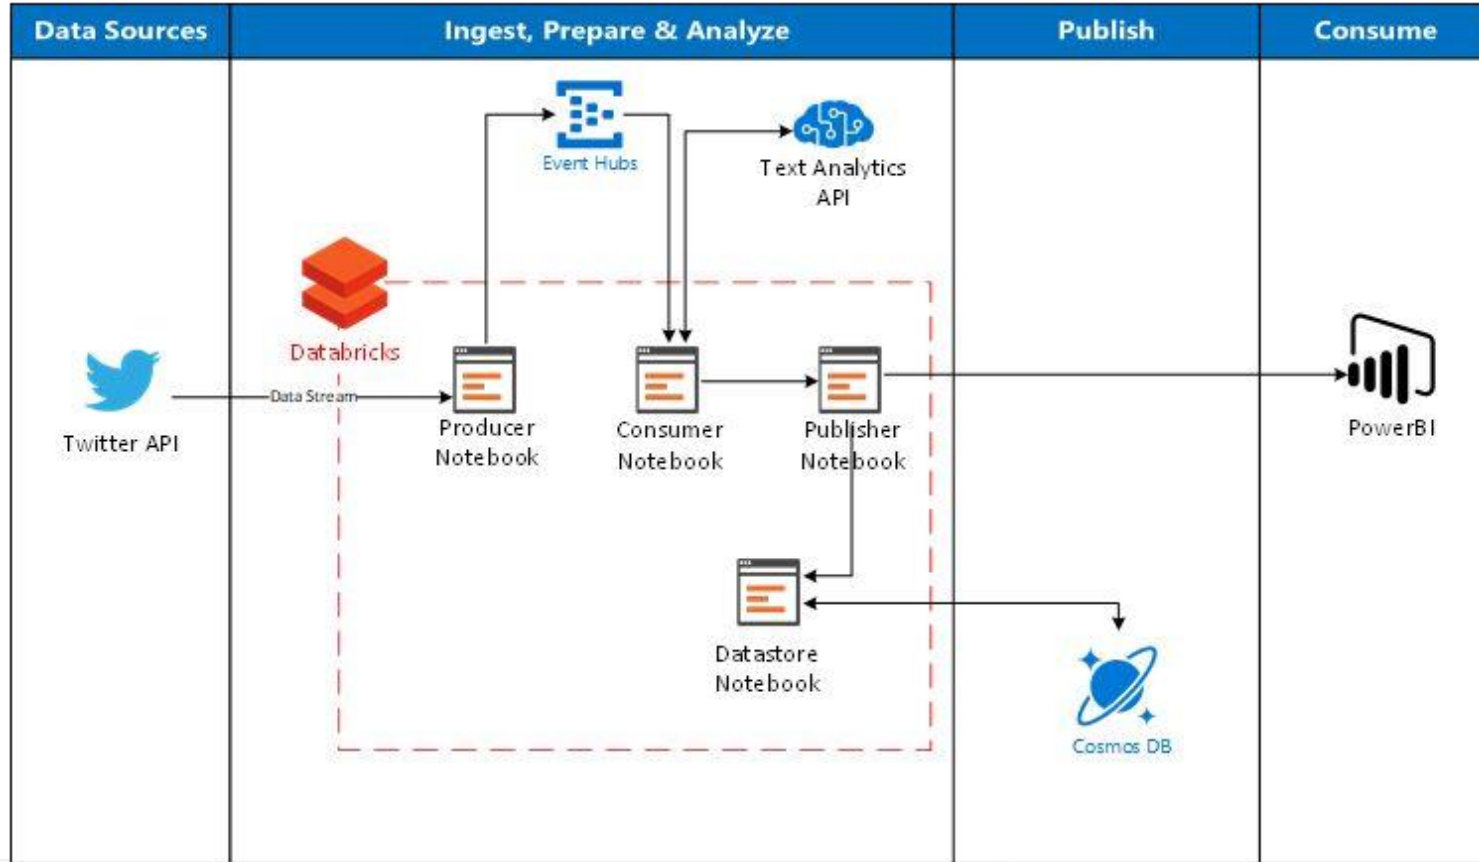 Data Sources
Ingest, Prepare & Analyze
Publish
Consume
Event Hubs
Text Analytics
API
Databricks
Data Stream
Twitter API
Producer
Notebook
Consumer
Notebook
Publisher
Notebook
PowerBI
Datastore
Notebook
Cosmos DB